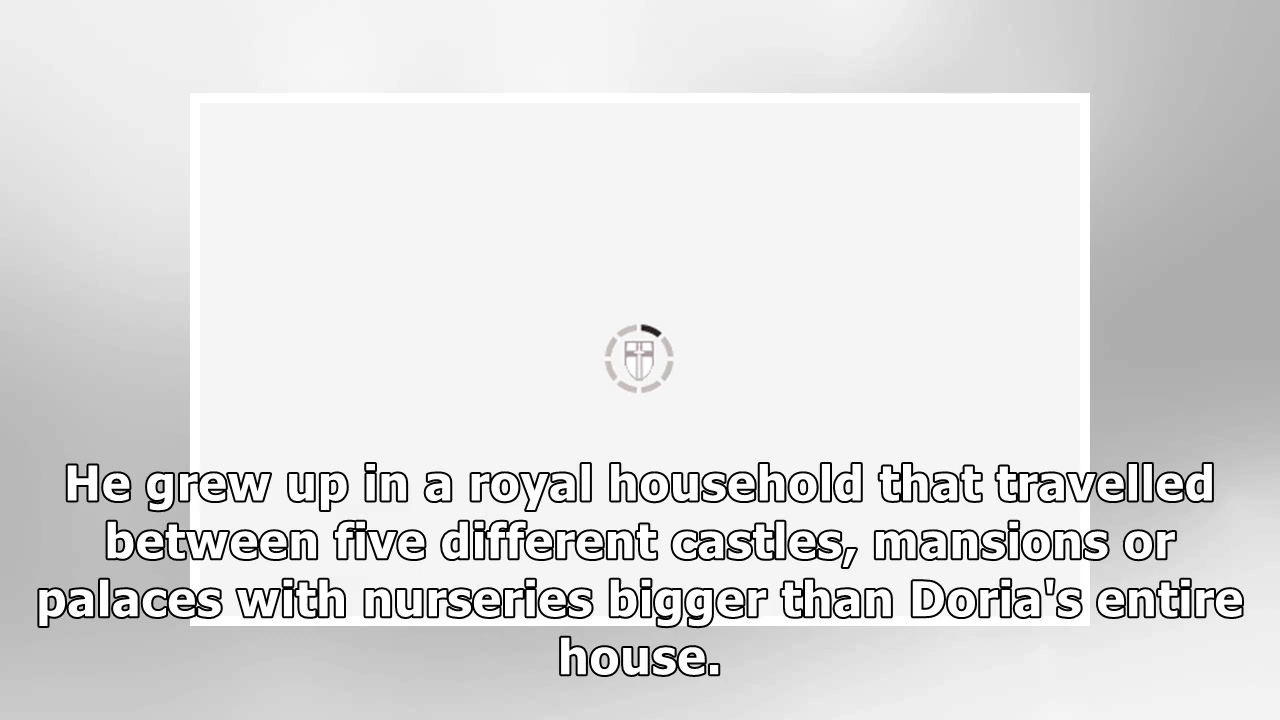 He grew up in a royal household that travelled
between five different castles, mansions or
palaces with nurseries bigger than Doria's entire
house.